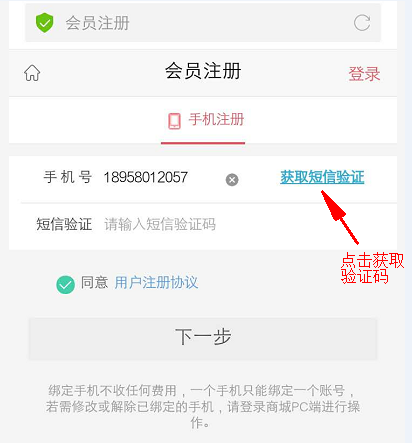 会员注册
会员注册 登录
手机注册
手机号 18958012057 获取短信验证
短信验证 请输入短信验证码
点击获取
验证码
同意 用户注册协议
下一步
绑定手机不收任何费用，一个手机只能绑定一个账号，
若需修改或解除已绑定的手机，请登录商城PC端进行操
作。